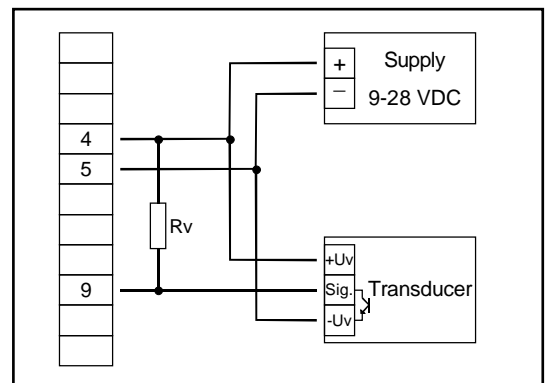 + Supply
− 9-28 VDC
4
5
Rv
+Uv
9 Sig. Transducer
-Uv